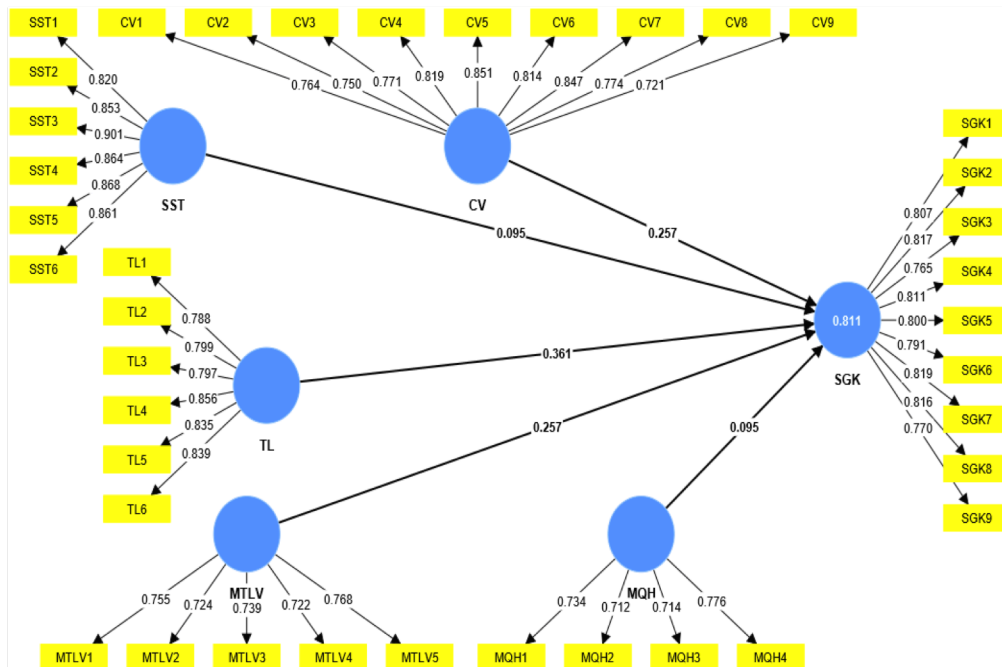 SST1 CV1 CV2 CV3 CV4 CV5 CV6 CV7 CV8 CV9
0.764 0.750 0.771 0.819 0.851 0.814 0.847 0.774 0.721
CV
SST2
SST3
SST4
SST5
SST6
0.820
0.853
0.901
0.864
0.868
0.861
SST
0.095
0.257
TL1
TL2
TL3
TL4
TL5
TL6
0.788
0.799
0.797
0.856
0.835
0.839
TL
0.361
0.257
0.095
0.811
SGK
0.807
0.817
0.765
0.811
0.800
0.791
0.819
0.816
0.770
SGK1
SGK2
SGK3
SGK4
SGK5
SGK6
SGK7
SGK8
SGK9
MTLV
0.755 0.724 0.739 0.722 0.768
MTLV1 MTLV2 MTLV3 MTLV4 MTLV5
MQH
0.734 0.712 0.714 0.776
MQH1 MQH2 MQH3 MQH4